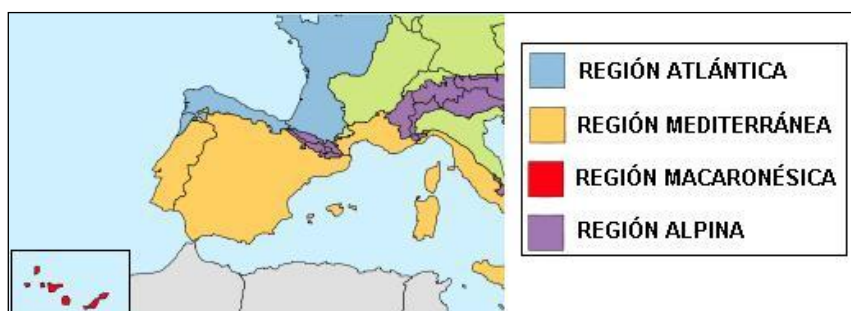 REGIÓN ATLÁNTICA
REGIÓN MEDITERRÁNEA
REGIÓN MACARONÉSICA
REGIÓN ALPINA